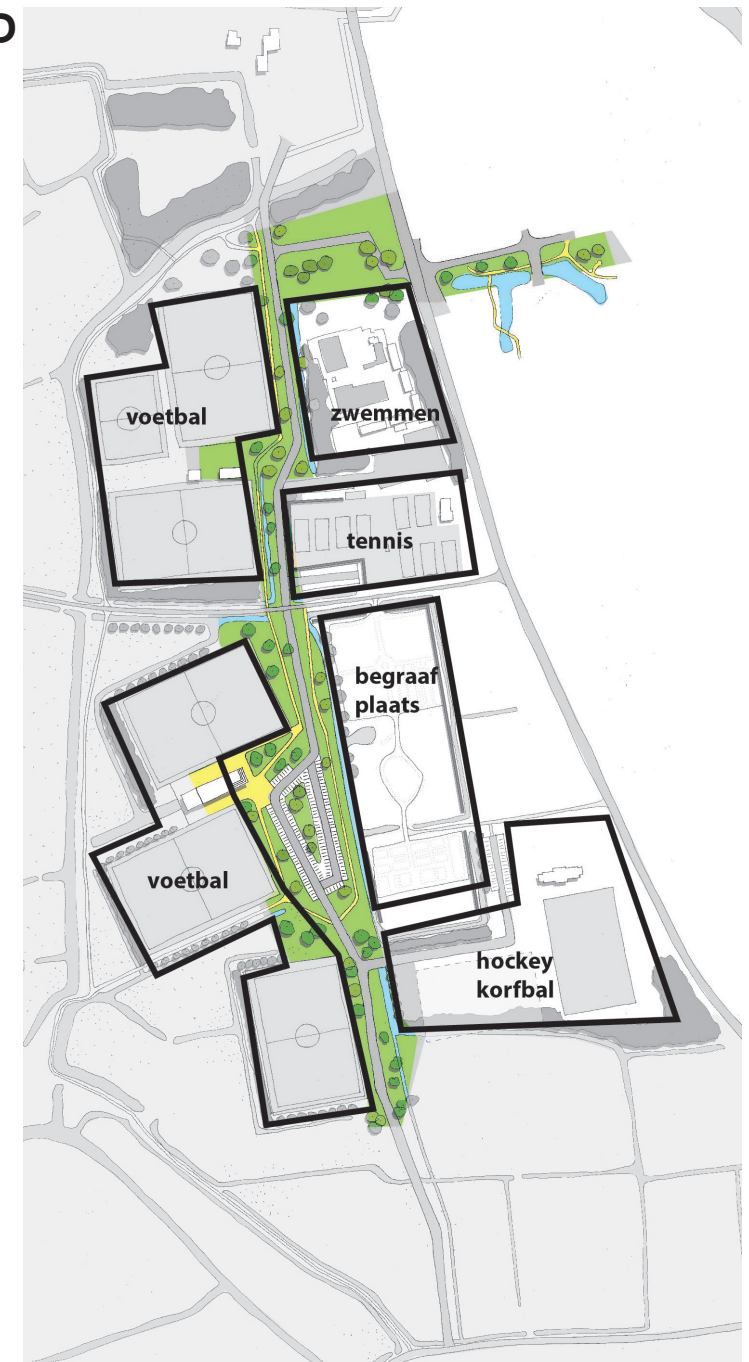 D
voetbal
zwemmen
tennis
begraaf
plaats
voetbal
hockey
korfbal